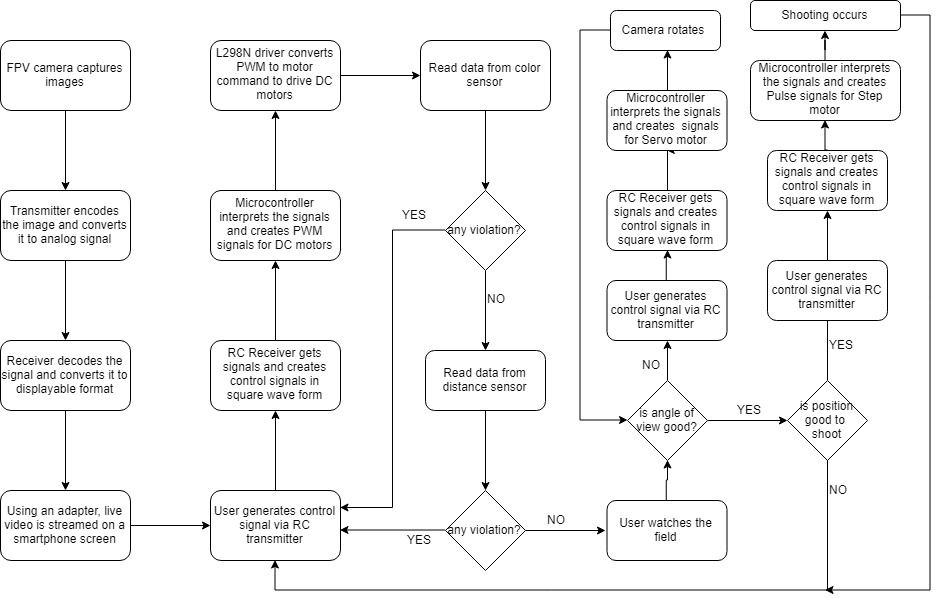 FPV camera captures
images
Transmitter encodes
the image and converts
it to analog signal
Receiver decodes the
signal and converts it to
displayable format
Using an adapter, live
video is streamed on a
smartphone screen
L298N driver converts
PWM to motor
command to drive DC
motors
Microcontroller
interprets the signals
and creates PWM
signals for DC motors
RC Receiver gets
signals and creates
control signals in
square wave form
User generates control
signal via RC
transmitter
Read data from color
sensor
YES
any violation?
NO
Read data from
distance sensor
any violation?
YES
NO
Camera rotates
Microcontroller
interprets the signals
and creates  signals
for Servo motor
RC Receiver gets
signals and creates
control signals in
square wave form
User generates
control signal via RC
transmitter
NO
is angle of
view good?
YES
User watches the
field
Shooting occurs
Microcontroller interprets
the signals and creates
Pulse signals for Step
motor
RC Receiver gets
signals and creates
control signals in
square wave form
User generates
control signal via RC
transmitter
YES
is position
good to
shoot
NO